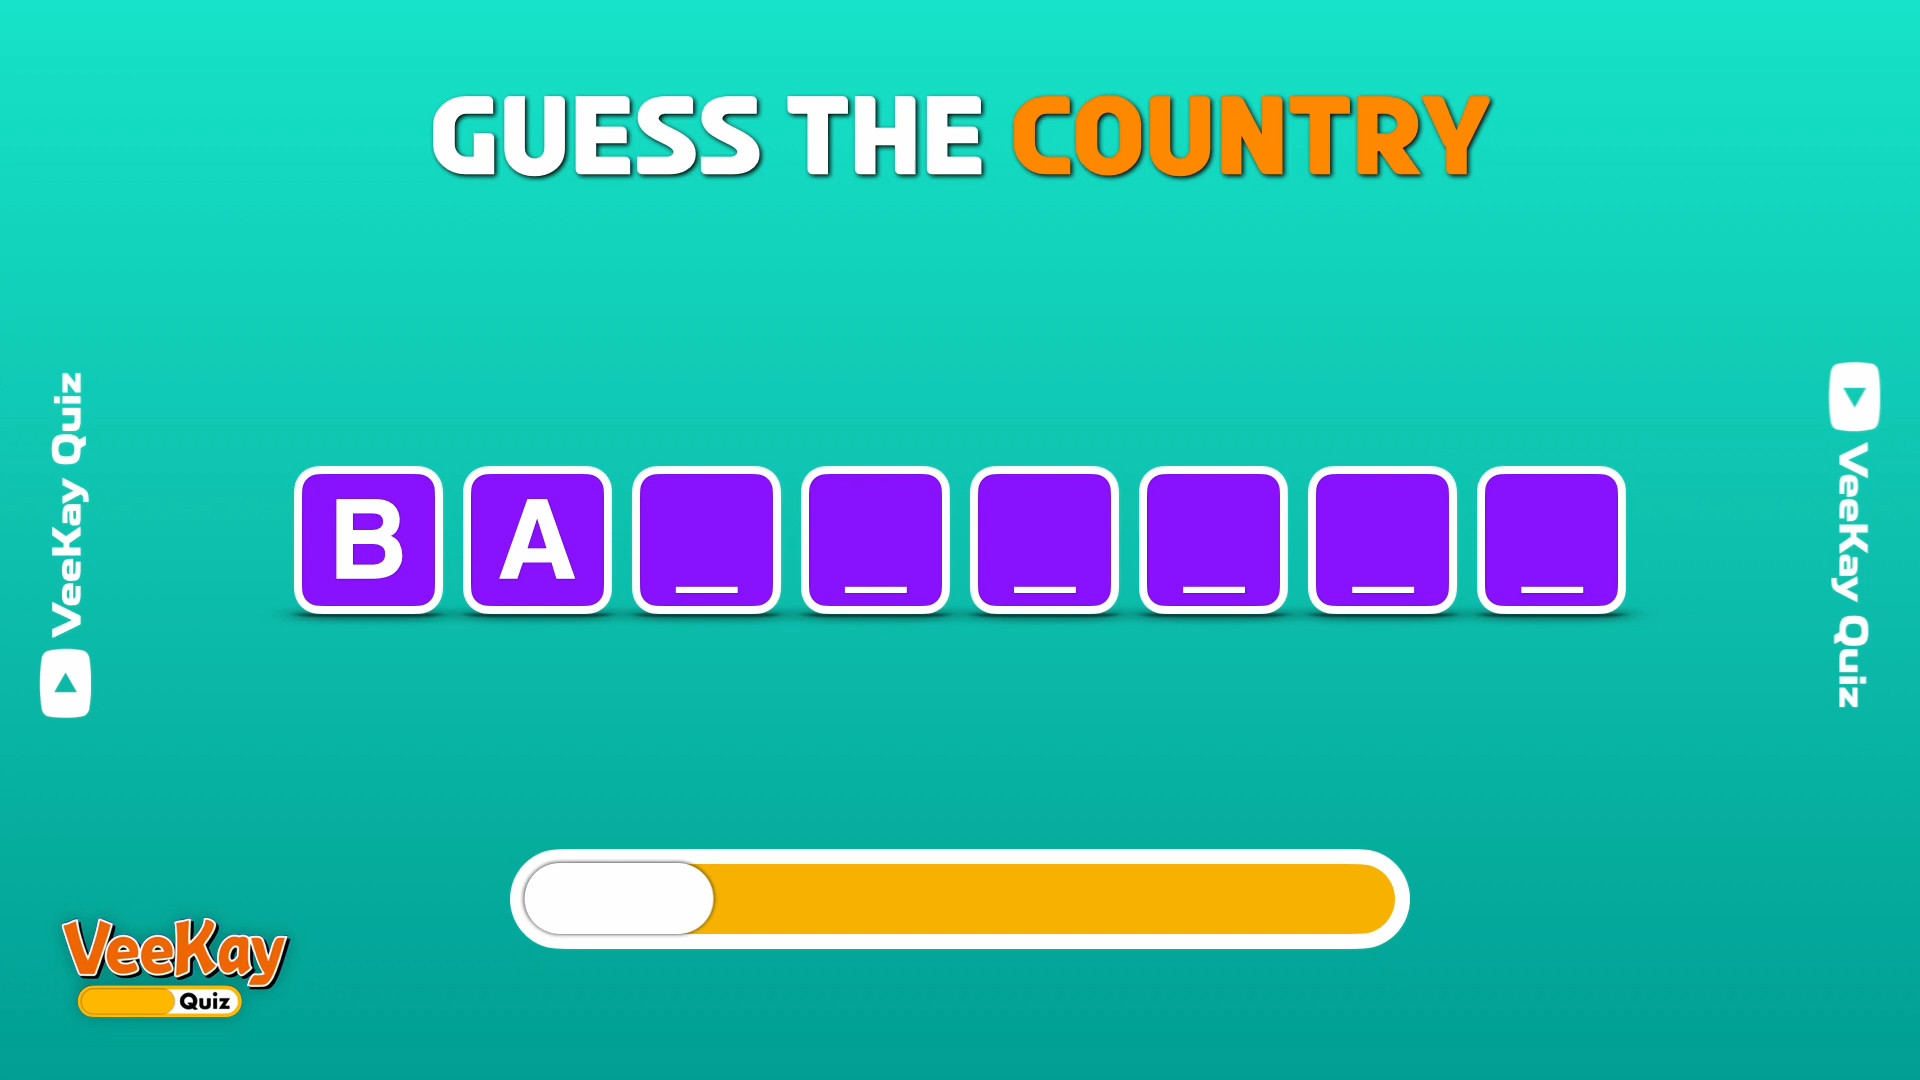 GUESS THE COUNTRY
VeeKay Quiz
B A _ _ _ _ _ _
VeeKay Quiz
VeeKay
Quiz